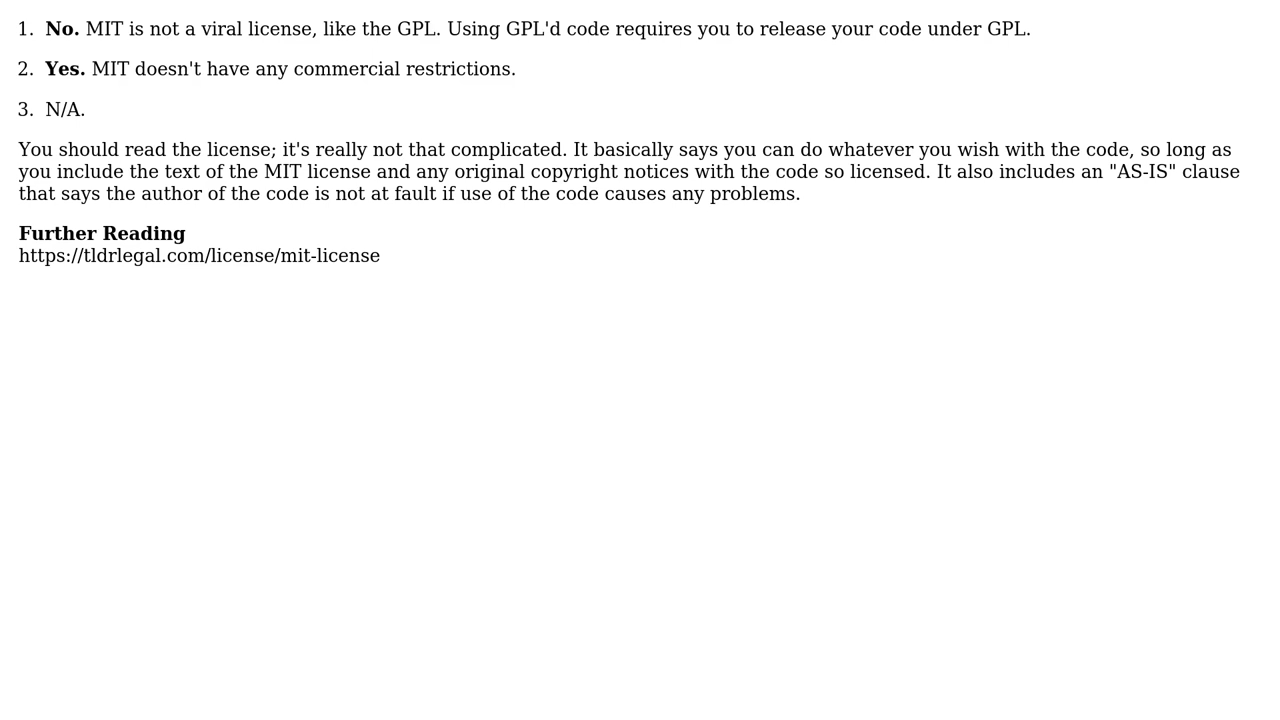 1. No. MIT is not a viral license, like the GPL. Using GPL'd code requires you to release your code under GPL.
2. Yes. MIT doesn't have any commercial restrictions.
3. N/A.
You should read the license; it's really not that complicated. It basically says you can do whatever you wish with the code, so long as
you include the text of the MIT license and any original copyright notices with the code so licensed. It also includes an "AS-IS" clause
that says the author of the code is not at fault if use of the code causes any problems.
Further Reading
https://tldrlegal.com/license/mit-license